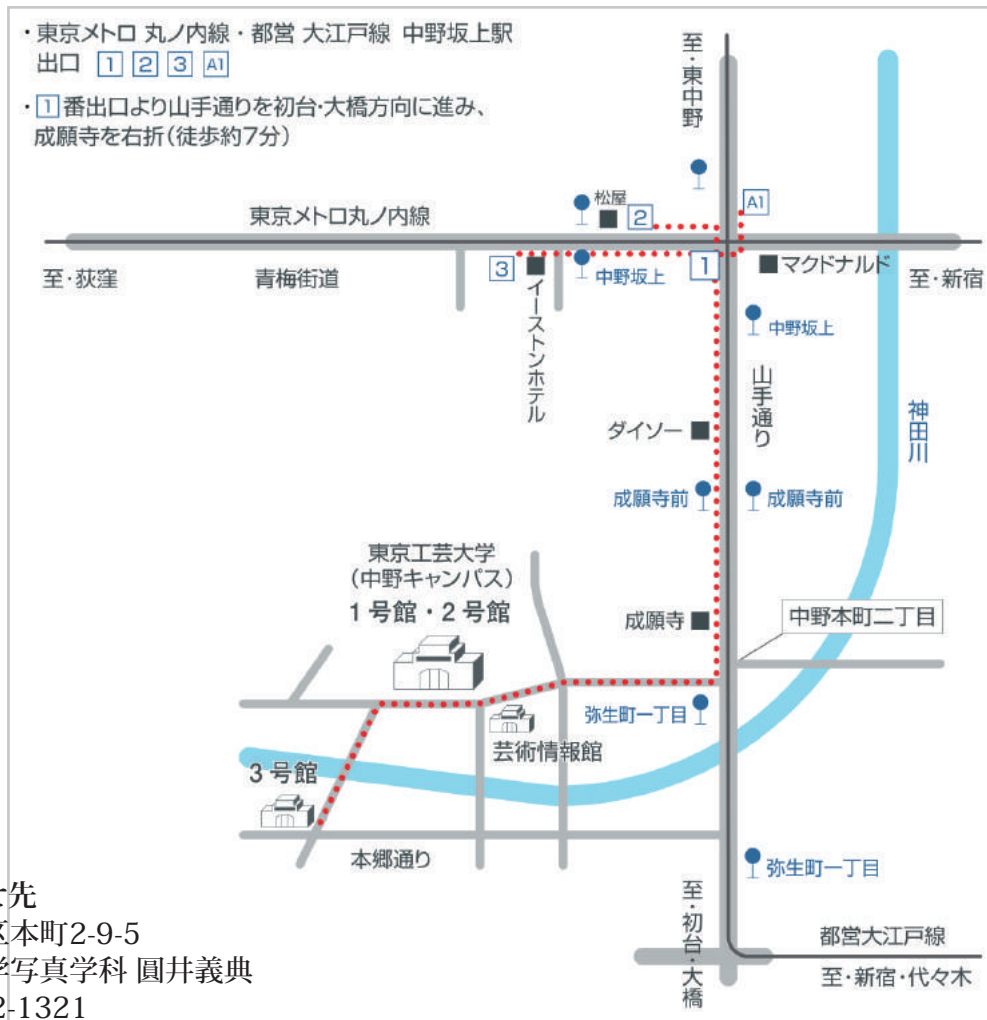 ・東京メトロ 丸ノ内線・都営 大江戸線 中野坂上駅
出口 1 2 3 A1
・1番出口より山手通りを初台・大橋方向に進み、
成願寺を右折(徒歩約7分)
至・東中野
松屋
2
A1
東京メトロ丸ノ内線
3
中野坂上
1
マクドナルド
至・荻窪
青梅街道
至・新宿
イーストンホテル
中野坂上
山手通り
神田川
ダイソー
成願寺前
成願寺前
東京工芸大学
(中野キャンパス)
1号館・2号館
成願寺
中野本町二丁目
弥生町一丁目
芸術情報館
3号館
本郷通り
弥生町一丁目
至・初台・大橋
都営大江戸線
至・新宿・代々木
先
区本町2-9-5
学写真学科 圓井義典
2-1321